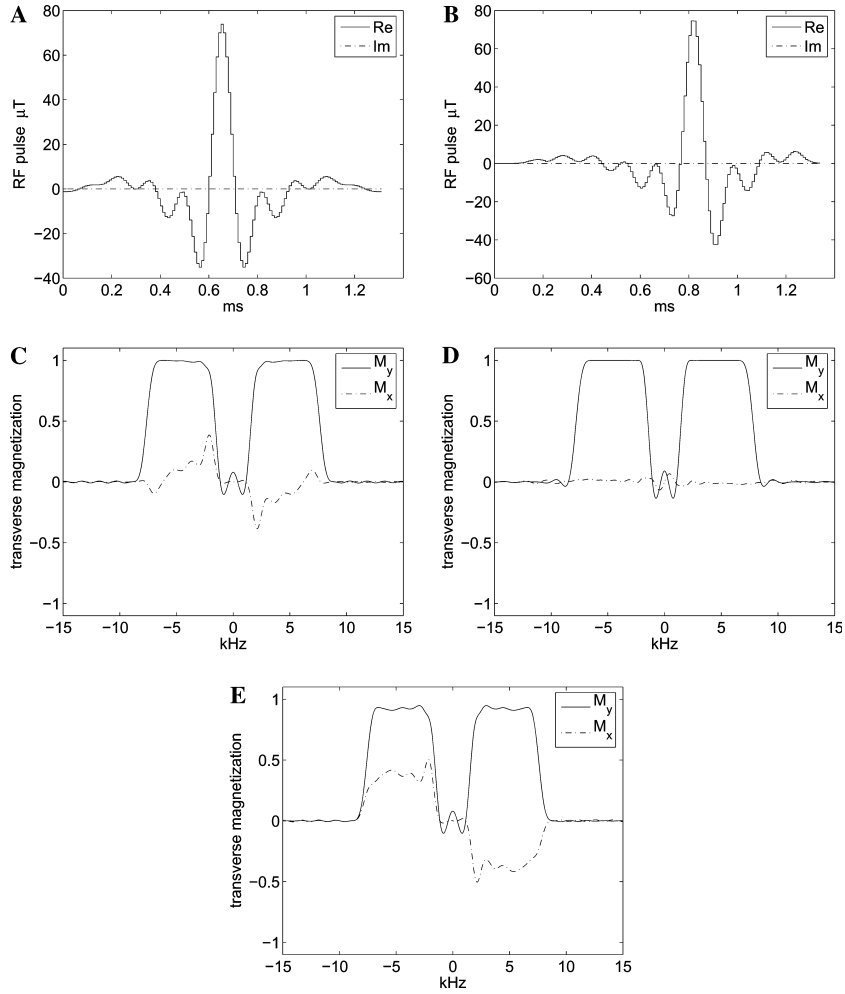 A
80
60
40
20
0
−20
−40
RF pulse µT
0 0.2 0.4 0.6 0.8 1 1.2
ms
Re
Im
B
80
60
40
20
0
−20
−40
−60
RF pulse µT
0 0.2 0.4 0.6 0.8 1 1.2
ms
Re
Im
C
1
0.5
0
−0.5
−1
transverse magnetization
−15 −10 −5 0 5 10 15
kHz
My
Mx
D
1
0.5
0
−0.5
−1
transverse magnetization
−15 −10 −5 0 5 10 15
kHz
My
Mx
E
1
0.5
0
−0.5
−1
transverse magnetization
−15 −10 −5 0 5 10 15
kHz
My
Mx